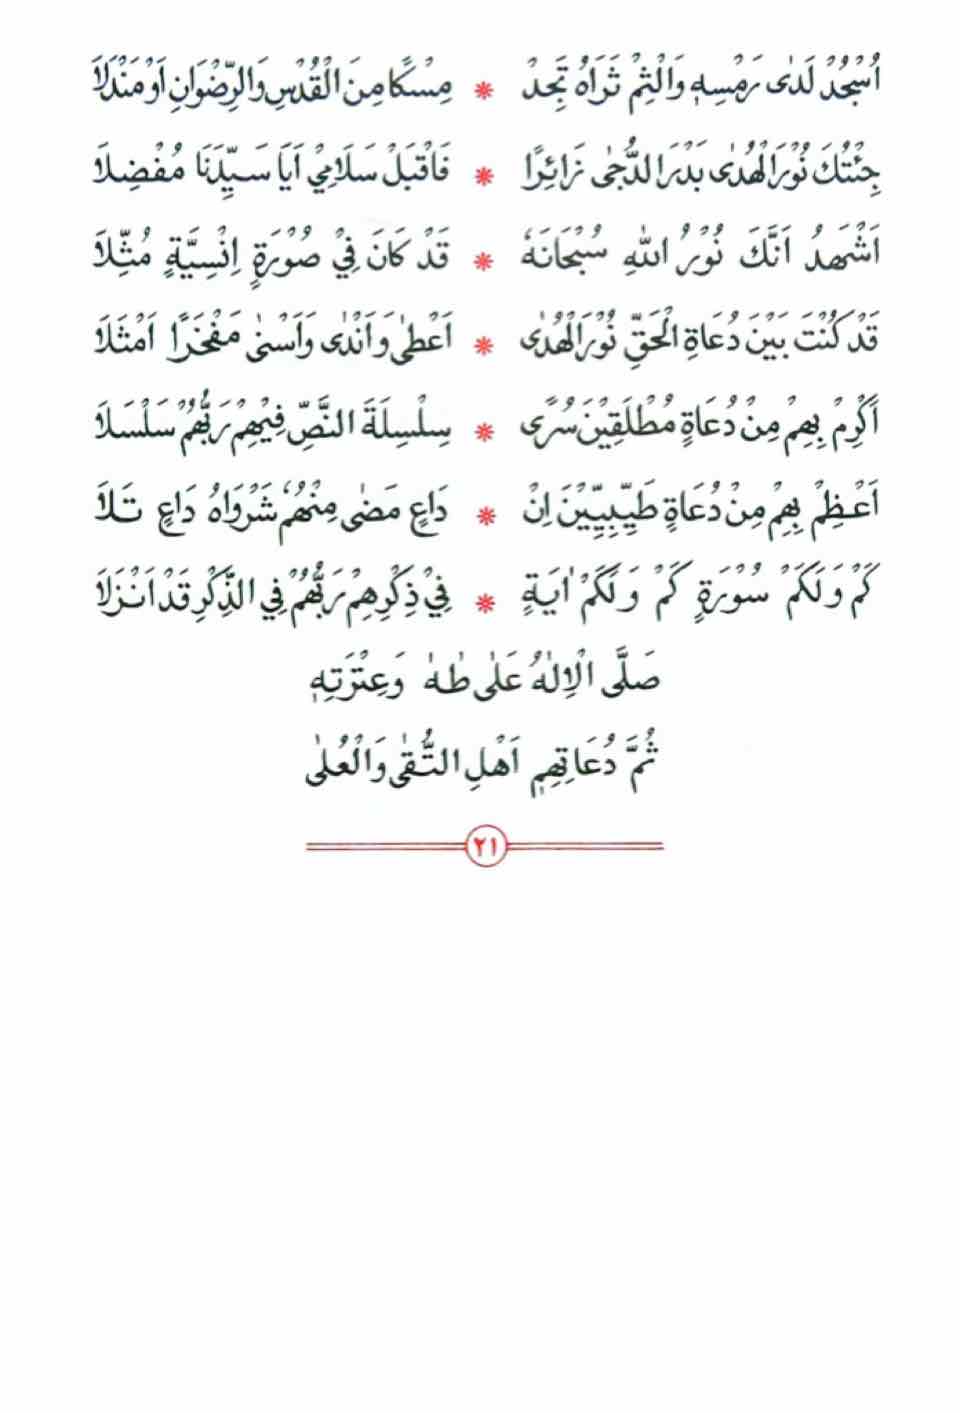 اُسْجُدْ لَدٰى رَمْسِهٖ وَالْثِمْ ثَرَاهُ تَجِدْ * مِسْكًا مِنَ الْقُدْسِ وَالرِّضْوَانِ اَوْ مَنْدَلَا
جِئْتُكَ نُوْرَ الْهُدٰى بَدْرَ الدُّجٰى زَائِرًا * فَاقْبَلْ سَلَامِيْ اَيَا سَيِّدَنَا مُفْضِلَا
اَشْهَدُ اَنَّكَ نُوْرُ اللهِ سُبْحَانَهٗ * قَدْ كَانَ فِيْ صُوْرَةٍ اِنْسِيَّةٍ مُثِّلَا
قَدْ كُنْتَ بَيْنَ دُعَاةِ الْحَقِّ نُوْرَ الْهُدٰى * اَعْطٰى وَاَنْدٰى وَاَسْنٰى مَفْخَرًا اَمْثَلَا
اَكْرِمْ بِهِمْ مِنْ دُعَاةٍ مُطْلَقِيْنَ سُرًى * سِلْسِلَةَ النَّصِّ فِيْهِمْ رَبُّهُمْ سَلْسَلَا
اَعْظِمْ بِهِمْ مِنْ دُعَاةٍ طَيِّبِيِّيْنَ اِنْ * دَاعٍ مَضٰى مِنْهُمُ شَرْوَاهُ دَاعٍ تَلَا
كَمْ وَلَكَمْ سُوْرَةٍ كَمْ وَلَكَمْ اٰيَةٍ * فِيْ ذِكْرِهِمْ رَبُّهُمْ فِي الذِّكْرِ قَدْ اَنْزَلَا
صَلَّى الْاِلٰهُ عَلٰى طٰهٰ وَعِتْرَتِهٖ
ثُمَّ دُعَاتِهِمِ اَهْلِ التُّقٰى وَالْعُلٰى
٢١